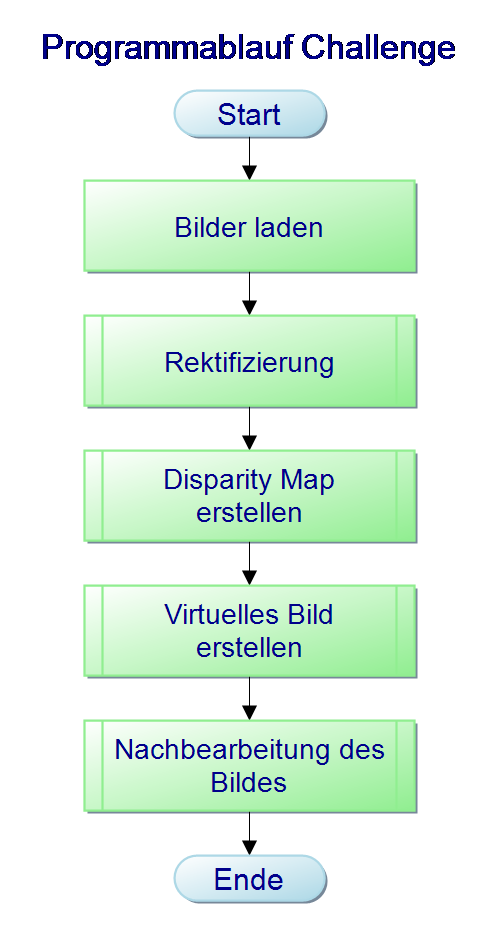 Programmablauf Challenge
Start
Bilder laden
Rektifizierung
Disparity Map
erstellen
Virtuelles Bild
erstellen
Nachbearbeitung des
Bildes
Ende